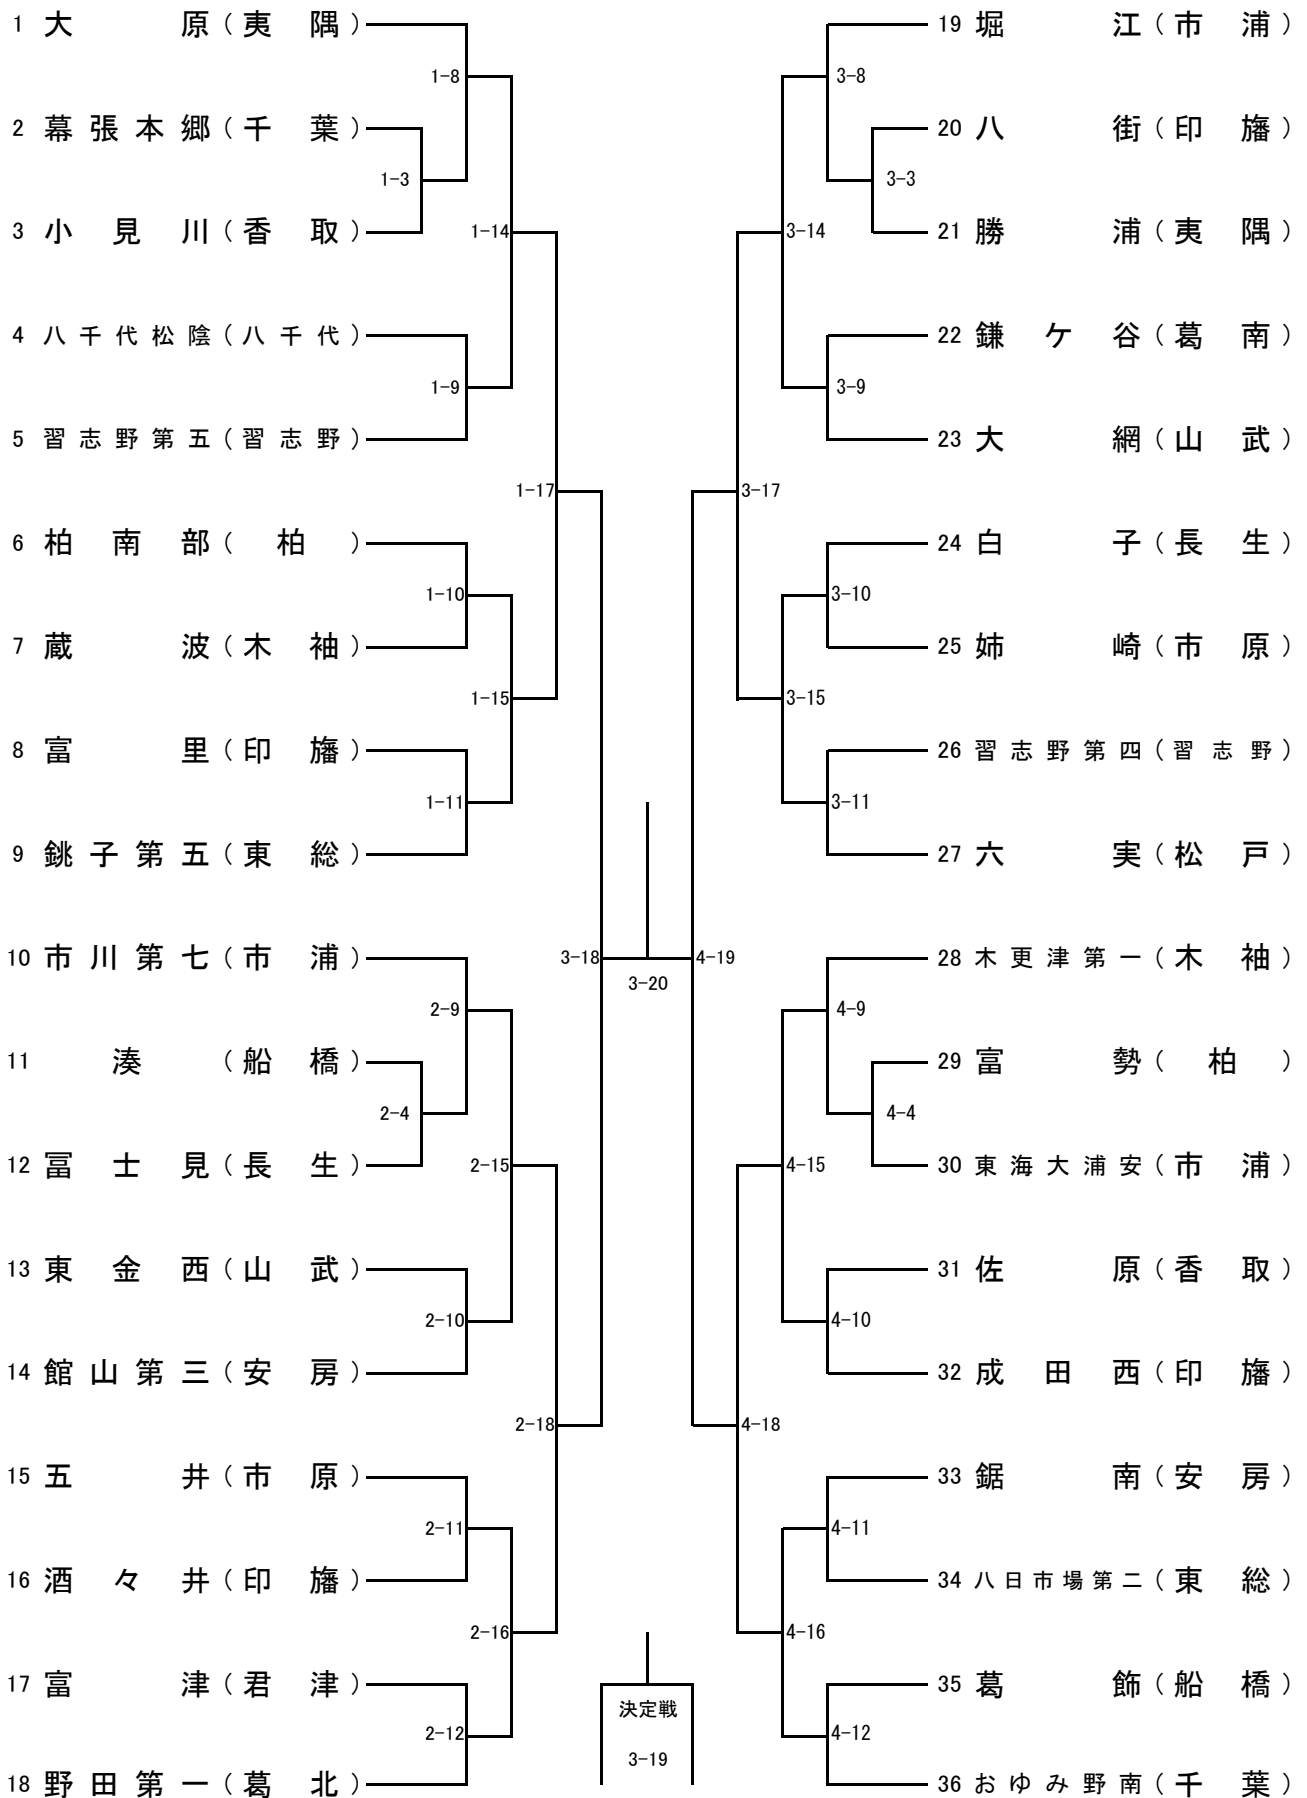 1 大原(夷隅)
1-8
2 幕張本郷(千葉)
1-3
3 小見川(香取)
1-14
4 八千代松陰(八千代)
1-9
5 習志野第五(習志野)
1-17
6 柏南部(柏)
1-10
7 蔵波(木袖)
1-15
8 富里(印旛)
1-11
9 銚子第五(東総)
10 市川第七(市浦)
3-18
2-9
11 湊(船橋)
2-4
12 冨士見(長生)
2-15
13 東金西(山武)
2-10
14 館山第三(安房)
2-18
15 五井(市原)
2-11
16 酒々井(印旛)
2-16
17 富津(君津)
2-12
18 野田第一(葛北)
3-20
決定戦
3-19
19 堀江(市浦)
3-8
20 八街(印旛)
3-3
21 勝浦(夷隅)
3-14
22 鎌ケ谷(葛南)
3-9
23 大網(山武)
3-17
24 白子(長生)
3-10
25 姉崎(市原)
3-15
26 習志野第四(習志野)
3-11
27 六実(松戸)
4-19
28 木更津第一(木袖)
4-9
29 富勢(柏)
4-4
30 東海大浦安(市浦)
4-15
31 佐原(香取)
4-10
32 成田西(印旛)
4-18
33 鋸南(安房)
4-11
34 八日市場第二(東総)
4-16
35 葛飾(船橋)
4-12
36 おゆみ野南(千葉)